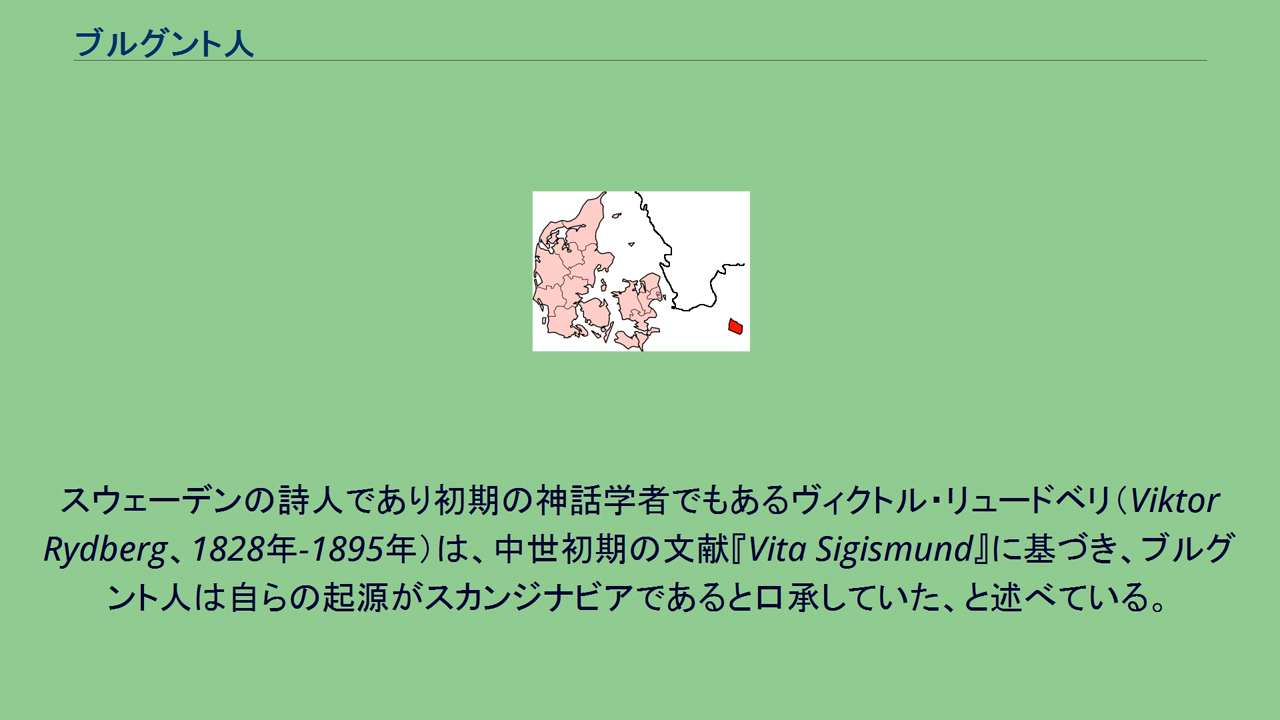 ブルグント人
スウェーデンの詩人であり初期の神話学者でもあるヴィクトル・リュードベリ（Viktor
Rydberg、1828年-1895年）は、中世初期の文献『Vita Sigismund』に基づき、ブルグ
ント人は自らの起源がスカンジナビアであると口承していた、と述べている。